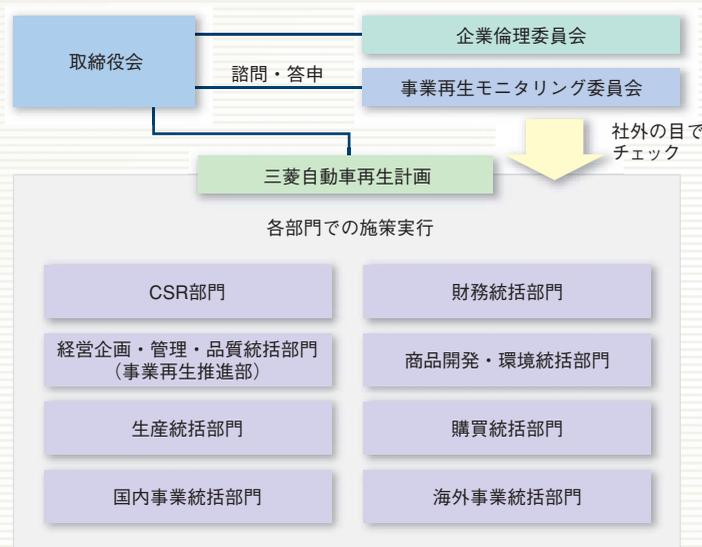 取締役会
企業倫理委員会
諮問・答申
事業再生モニタリング委員会
社外の目で
チェック
三菱自動車再生計画
各部門での施策実行
CSR部門
財務統括部門
経営企画・管理・品質統括部門
（事業再生推進部）
商品開発・環境統括部門
生産統括部門
購買統括部門
国内事業統括部門
海外事業統括部門